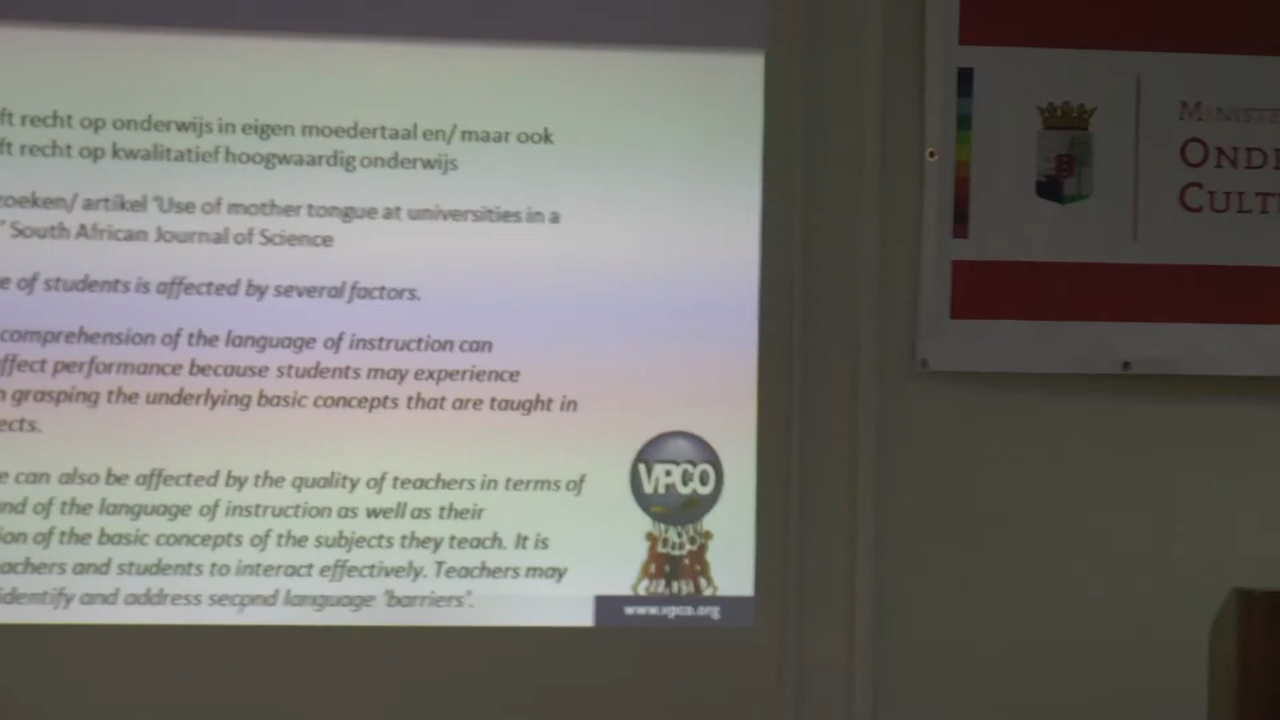 ft recht op onderwijs in eigen moedertaal en/ maar ook
ft recht op kwalitatief hoogwaardig onderwijs
zoeken/ artikel "Use of mother tongue at universities in a
" South African Journal of Science
e of students is affected by several factors.
comprehension of the language of instruction can
ffect performance because students may experience
n grasping the underlying basic concepts that are taught in
ects.
e can also be affected by the quality of teachers in terms of
and of the language of instruction as well as their
ion of the basic concepts of the subjects they teach. It is
achers and students to interact effectively. Teachers may
identify and address second language 'barriers'.
VPCO
www.vpco.org
MINISTE
ONDE
CULT